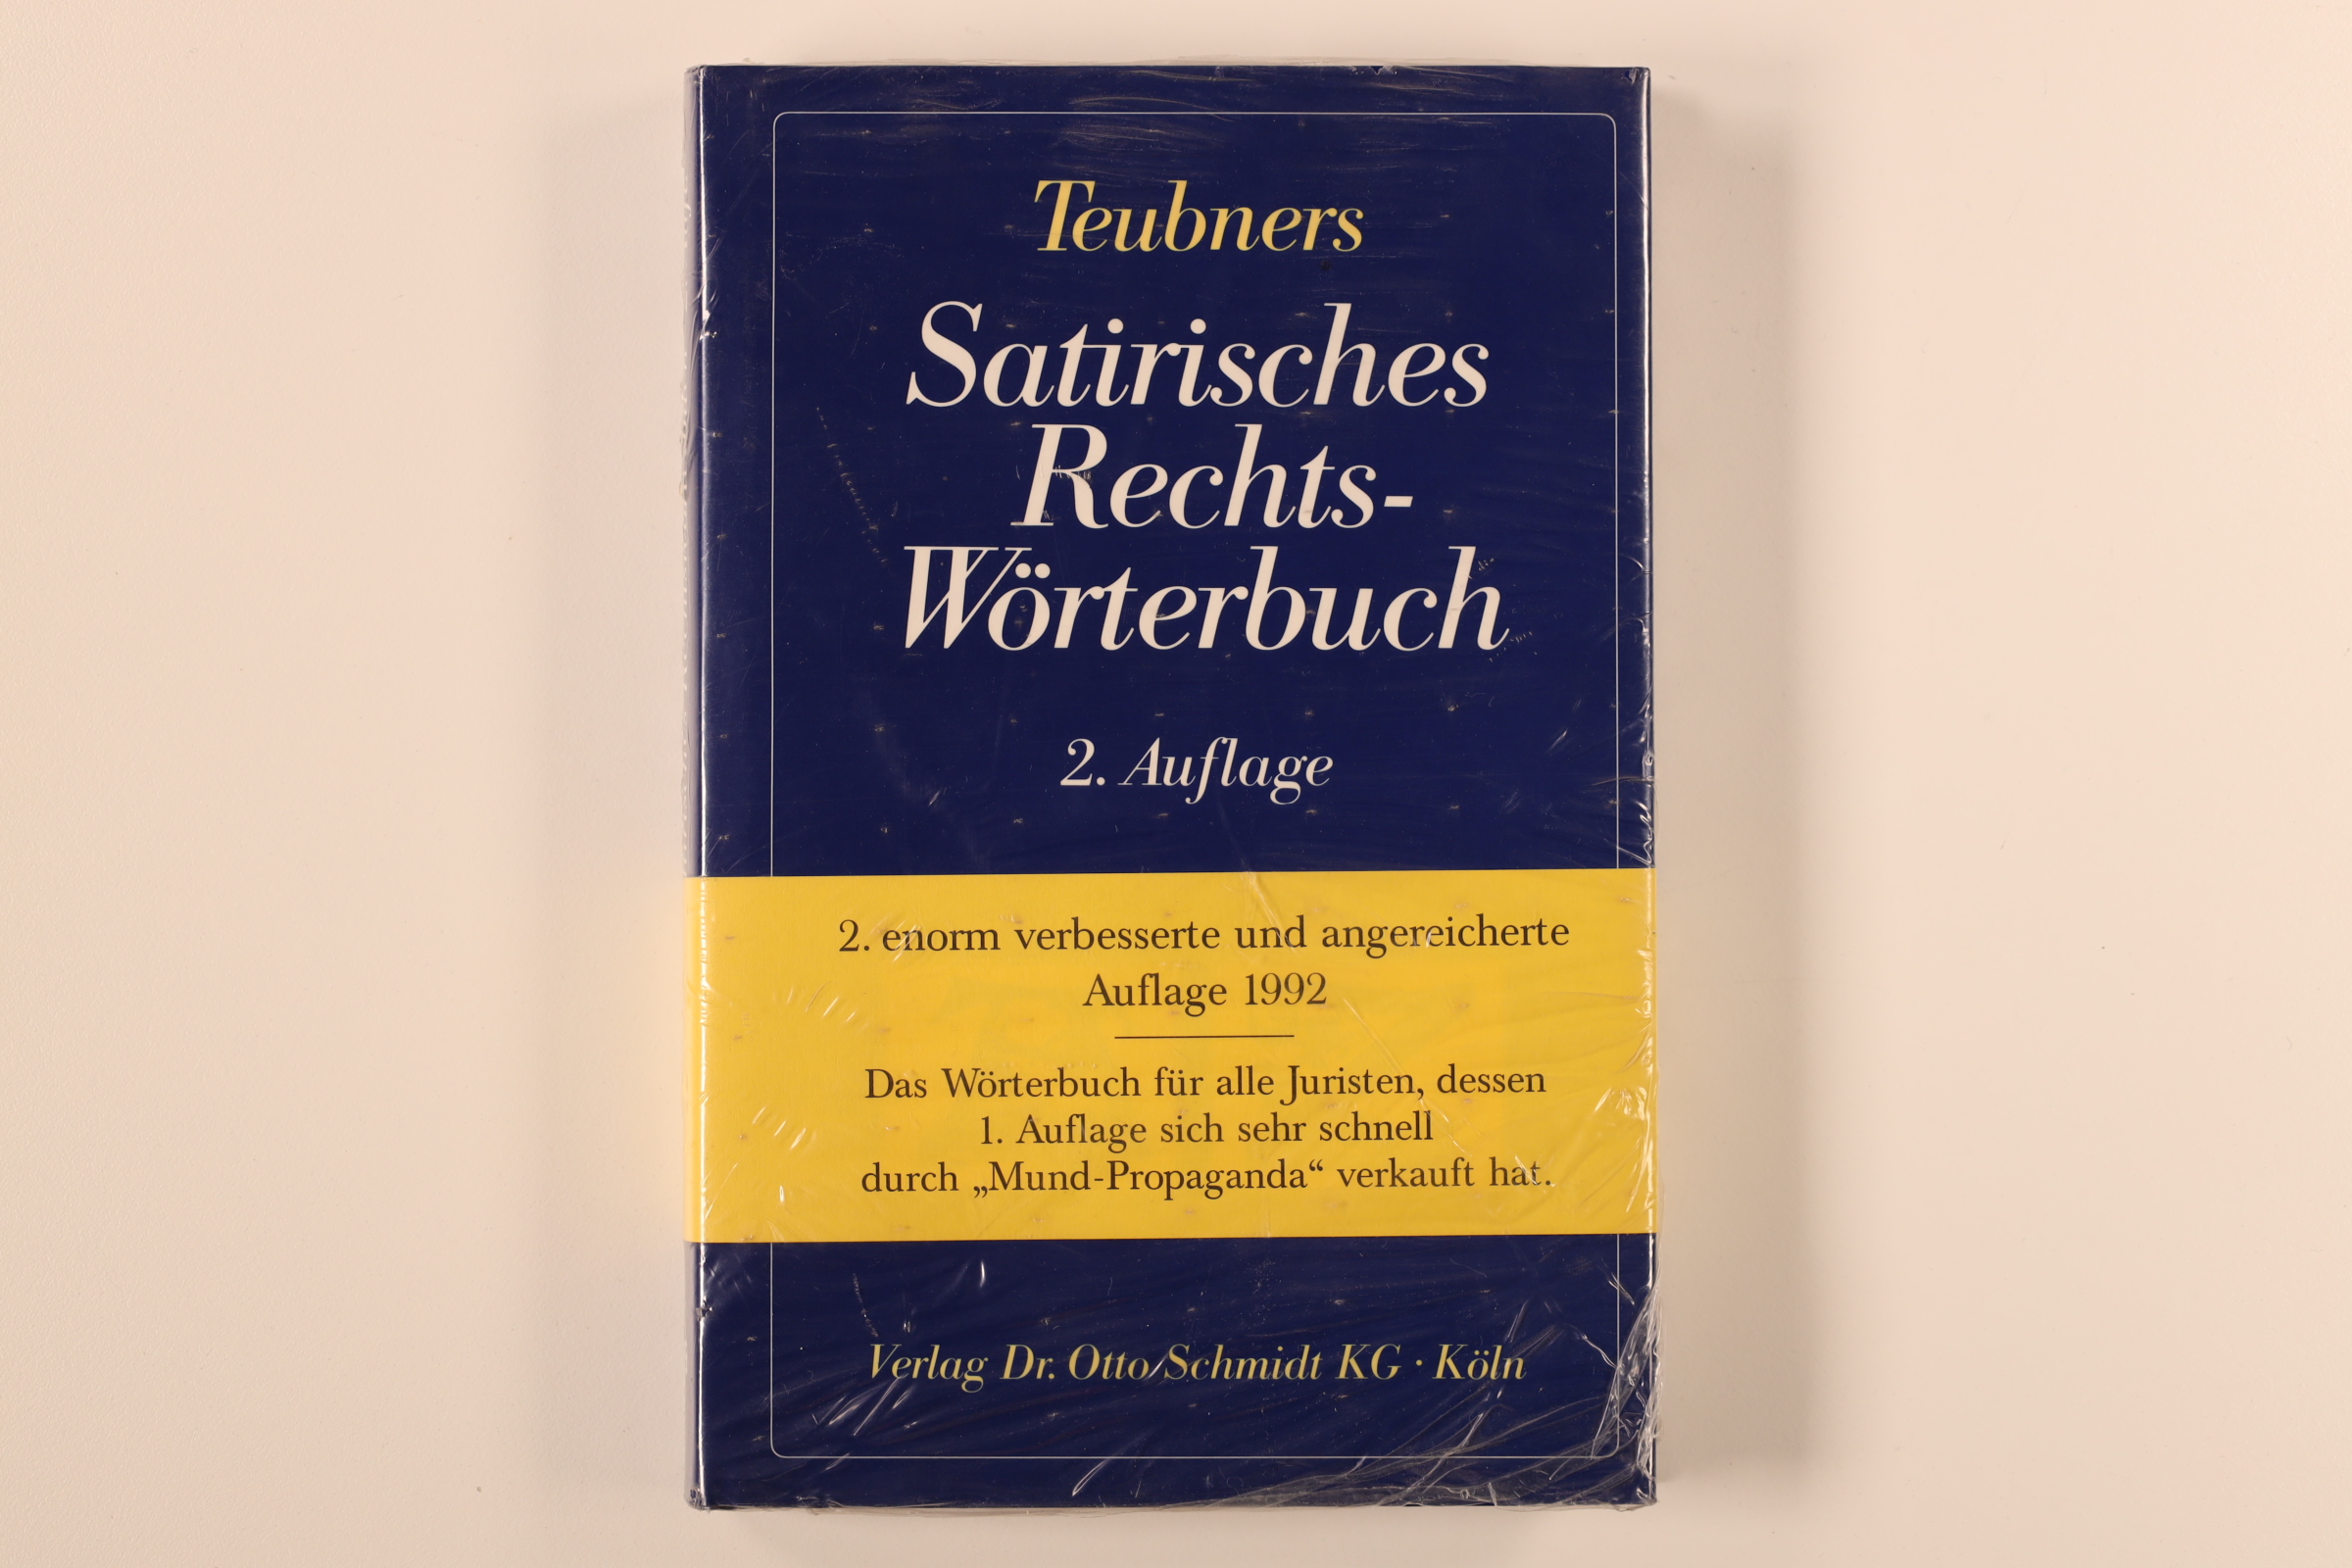 Teubners
Satirisches
Rechts-
Wörterbuch
2. Auflage
2. enorm verbesserte und angereicherte
Auflage 1992
Das Wörterbuch für alle Juristen, dessen
1. Auflage sich sehr schnell
durch „Mund-Propaganda“ verkauft hat.
Verlag Dr. Otto Schmidt KG · Köln